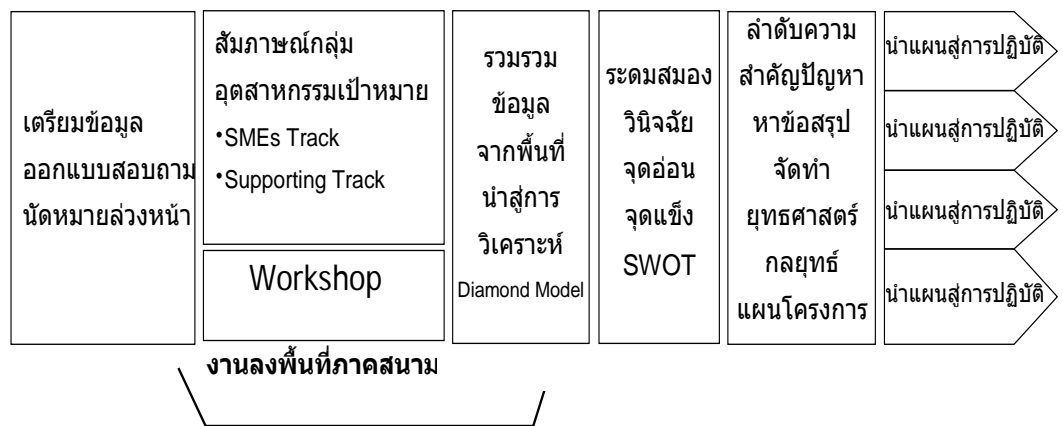 เตรียมข้อมูล
ออกแบบสอบถาม
นัดหมายล่วงหน้า
สัมภาษณ์กลุ่ม
อุตสาหกรรมเป้าหมาย
•SMEs Track
•Supporting Track
Workshop
งานลงพื้นที่ภาคสนาม
รวมรวม
ข้อมูล
จากพื้นที่
นำสู่การ
วิเคราะห์
Diamond Model
ระดมสมอง
วินิจฉัย
จุดอ่อน
จุดแข็ง
SWOT
ลำดับความ
สำคัญปัญหา
หาข้อสรุป
จัดทำ
ยุทธศาสตร์
กลยุทธ์
แผนโครงการ
นำแผนสู่การปฏิบัติ
นำแผนสู่การปฏิบัติ
นำแผนสู่การปฏิบัติ
นำแผนสู่การปฏิบัติ